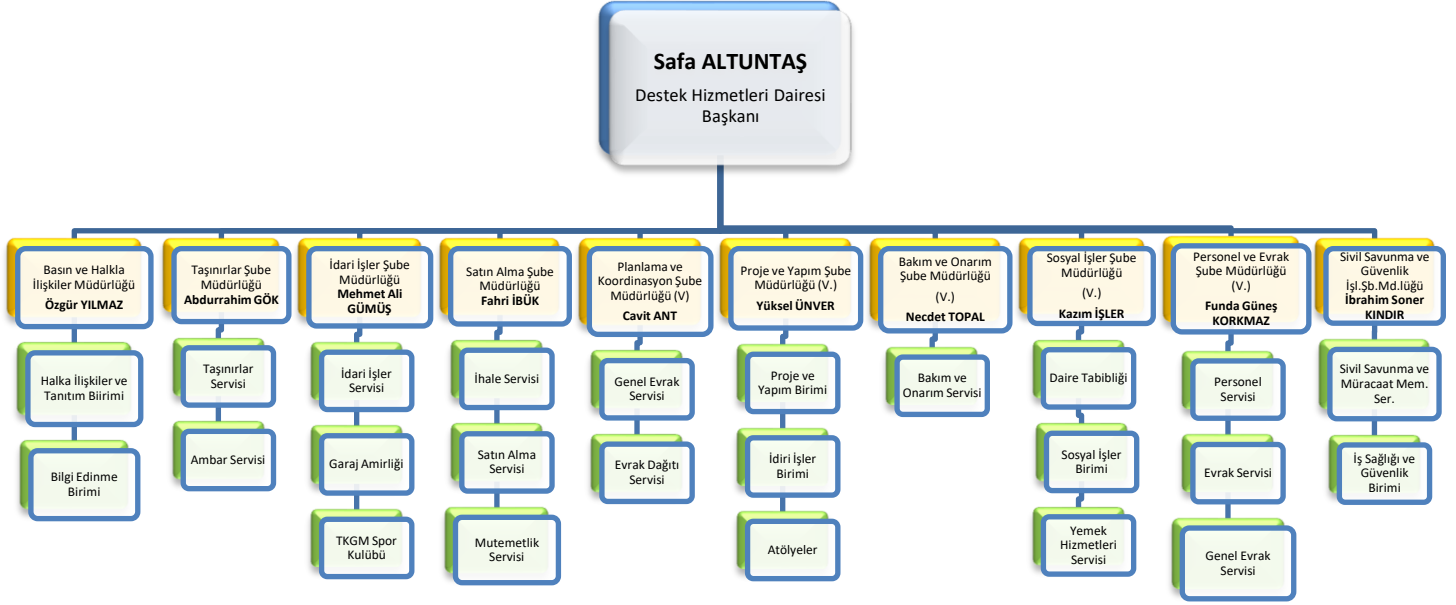 Safa ALTUNTAŞ
Destek Hizmetleri Dairesi
Başkanı
Basın ve Halkla
İlişkiler Müdürlüğü
Özgür YILMAZ
Halka İlişkiler ve
Tanıtım Biirimi
Bilgi Edinme
Birimi
Taşınırlar Şube
Müdürlüğü
Abdurrahim GÖK
Taşınırlar
Servisi
Ambar Servisi
İdari İşler Şube
Müdürlüğü
Mehmet Ali
GÜMÜŞ
İdari İşler
Servisi
Garaj Amirliği
TKGM Spor
Kulübü
Satın Alma Şube
Müdürlüğü
Fahri İBÜK
İhale Servisi
Satın Alma
Servisi
Mutemetlik
Servisi
Planlama ve
Koordinasyon Şube
Müdürlüğü (V)
Cavit ANT
Genel Evrak
Servisi
Evrak Dağıtı
Servisi
Proje ve Yapım Şube
Müdürlüğü (V.)
Yüksel ÜNVER
Proje ve
Yapım Birimi
İdiri İşler
Birimi
Atölyeler
Bakım ve Onarım
Şube Müdürlüğü
(V.)
Necdet TOPAL
Bakım ve
Onarım Servisi
Sosyal İşler Şube
Müdürlüğü
(V.)
Kazım İŞLER
Daire Tabibliği
Sosyal İşler
Birimi
Yemek
Hizmetleri
Servisi
Personel ve Evrak
Şube Müdürlüğü
(V.)
Funda Güneş
KORKMAZ
Personel
Servisi
Evrak Servisi
Genel Evrak
Servisi
Sivil Savunma ve
Güvenlik
İşl.Şb.Md.lüğü
İbrahim Soner
KINDIR
Sivil Savunma ve
Müracaat Mem.
Ser.
İş Sağlığı ve
Güvenlik
Birimi